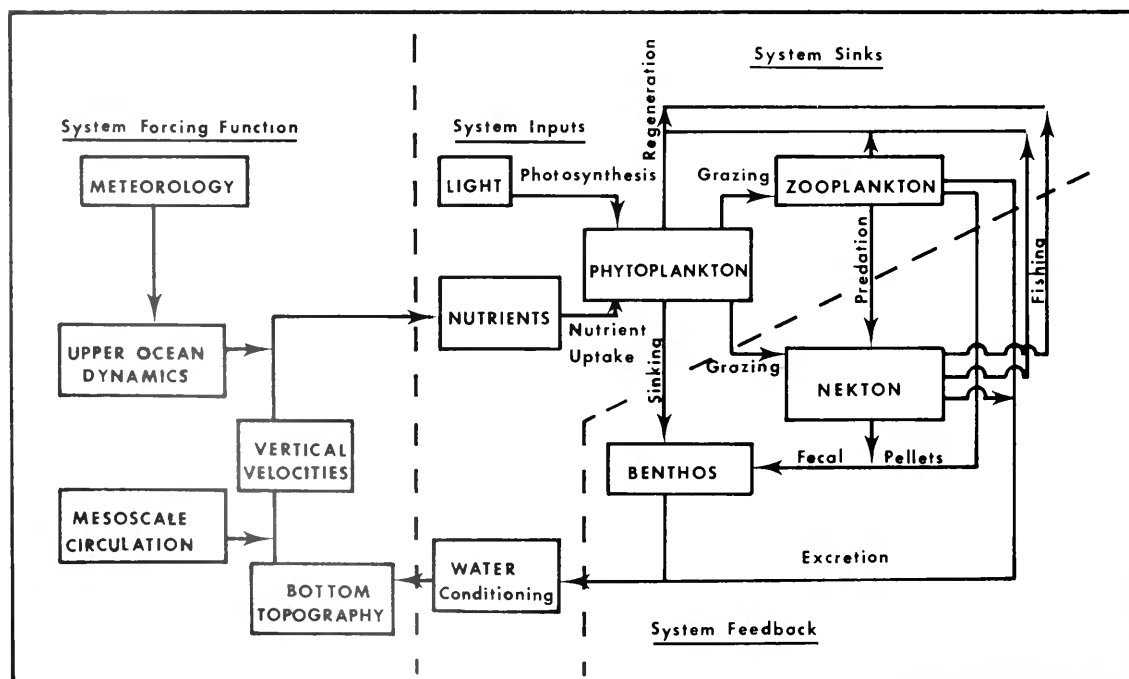 System Sinks
System Forcing Function
System Inputs
Regeneration
METEOROLOGY
LIGHT
Photosynthesis
Grazing
ZOOPLANKTON
PHYTOPLANKTON
Predation
Fishing
NUTRIENTS
Nutrient
Uptake
UPPER OCEAN
DYNAMICS
Sinking
Grazing
NEKTON
VERTICAL
VELOCITIES
BENTHOS
Fecal Pellets
MESOSCALE
CIRCULATION
WATER
Conditioning
Excretion
BOTTOM
TOPOGRAPHY
System Feedback